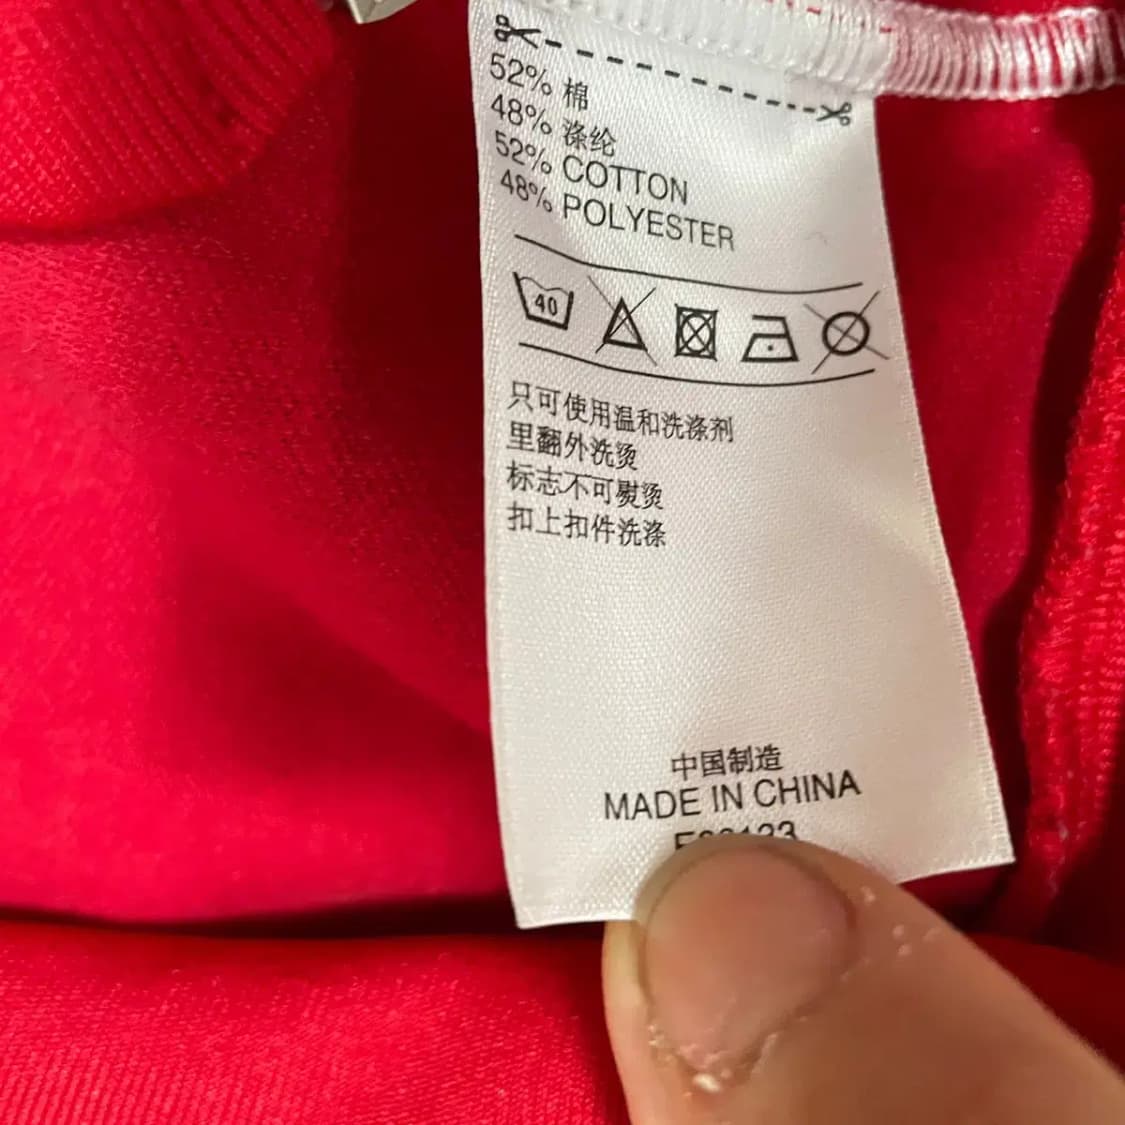 52% 棉
48% 涤纶
52% COTTON
48% POLYESTER
40
只可使用温和洗涤剂
里翻外洗烫
标志不可熨烫
扣上扣件洗涤
中国制造
MADE IN CHINA